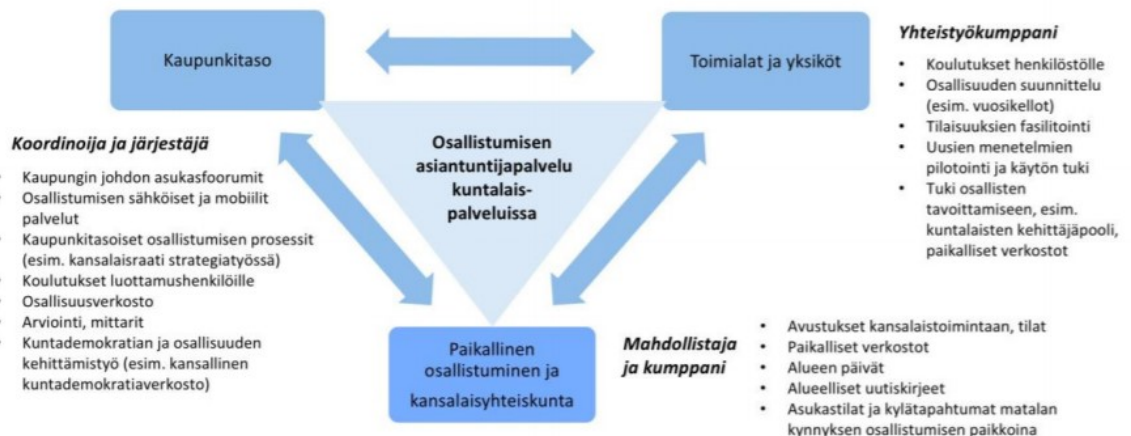 Kaupunkitaso
Toimialat ja yksiköt
Osallistumisen
asiantuntijapalvelu
kuntalais-
palveluissa
Paikallinen
osallistuminen ja
kansalaisyhteiskunta
Koordinoija ja järjestäjä
Kaupungin johdon asukasfoorumit
Osallistumisen sähköiset ja mobiilit
palvelut
Kaupunkitasoiset osallistumisen prosessit
(esim. kansalaisraati strategiatyössä)
Koulutukset luottamushenkilöille
Osallisuusverkosto
Arviointi, mittarit
Kuntademokratian ja osallisuuden
kehittämistyö (esim. kansallinen
kuntademokratiaverkosto)
Yhteistyökumppani
• Koulutukset henkilöstölle
• Osallisuuden suunnittelu
(esim. vuosikellot)
• Tilaisuuksien fasilitointi
• Uusien menetelmien
pilotointi ja käytön tuki
• Tuki osallisten
tavoittamiseen, esim.
kuntalaisten kehittäjäpooli,
paikalliset verkostot
Mahdollistaja
ja kumppani
• Avustukset kansalaistoimintaan, tilat
• Paikalliset verkostot
• Alueen päivät
• Alueelliset uutiskirjeet
• Asukastilat ja kylätapahtumat matalan
kynnyksen osallistumisen paikkoina